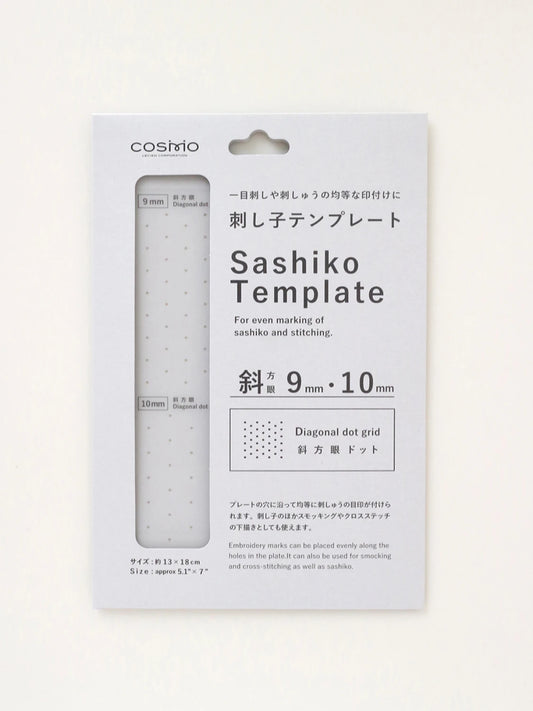 COSMO
LECIEN CORPORATION
9mm 斜方眼
Diagonal dot
10mm 斜方眼
Diagonal dot
サイズ：約13×18cm
Size: approx 5.1"× 7"
一目刺しや刺しゅうの均等な印付けに
刺し子テンプレート
Sashiko
Template
For even marking of
sashiko and stitching.
斜方眼 9mm・10mm
Diagonal dot grid
斜方眼ドット
プレートの穴に沿って均等に刺しゅうの目印が付けら
れます。刺し子のほかスモッキングやクロスステッチ
の下描きとしても使えます。
Embroidery marks can be placed evenly along the
holes in the plate.It can also be used for smocking
and cross-stitching as well as sashiko.